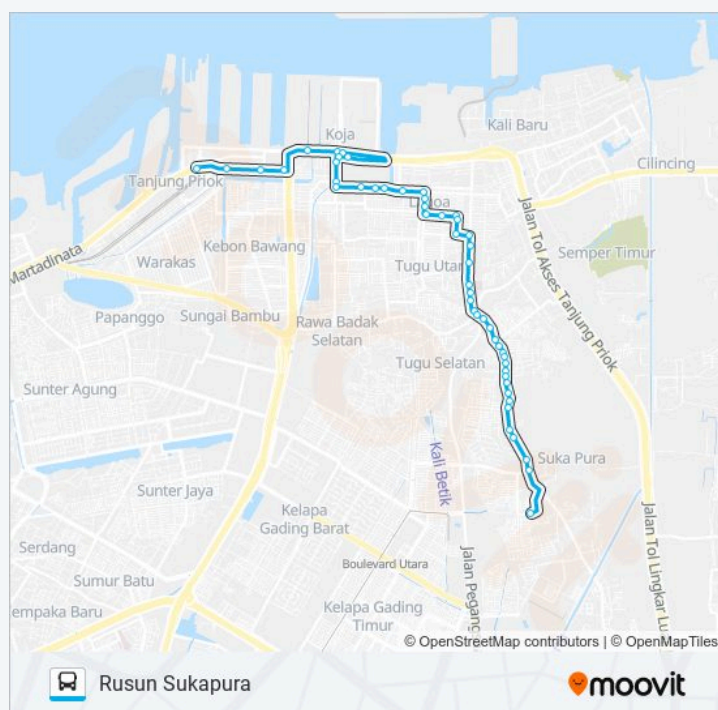 Koja
Kali Baru
Cilincing
Tanjung Priok
Jalan Tol Akses Tanjung Priok
Martadinata
Kebon Bawang
Warakas
Tugu Utar
Semper Timur
Papanggo
Sungai Bambu
Rawa Badak
Selatan
Tugu Selatan
Sunter Agung
Kali Betik
Suka Pura
Sunter Jaya
Kelapa
Gading Barat
Jalan Tol Lingkar Lu
Serdang
Boulevard Utara
Jalan Pegang
Sumur Batu
empaka Baru
Kelapa Gading
Timur
© OpenStreetMap contributors | © OpenMapTiles
Rusun Sukapura
moovit